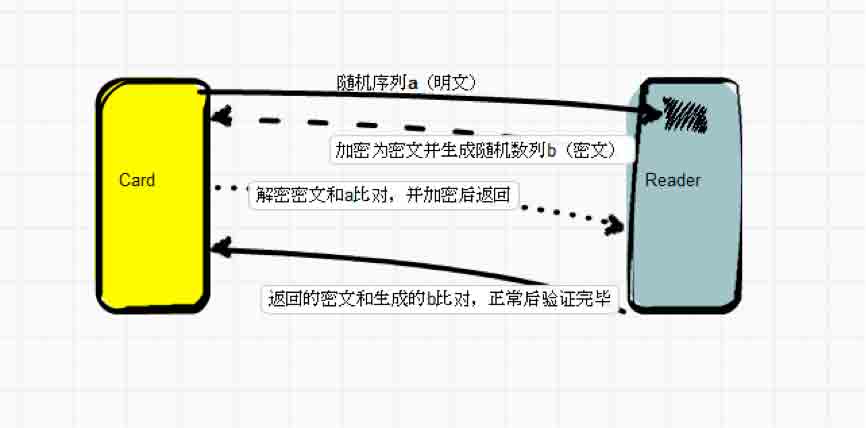 随机序列a（明文）
加密为密文并生成随机数列b（密文）
Card
Reader
解密密文和a比对，并加密后返回
返回的密文和生成的b比对，正常后验证完毕